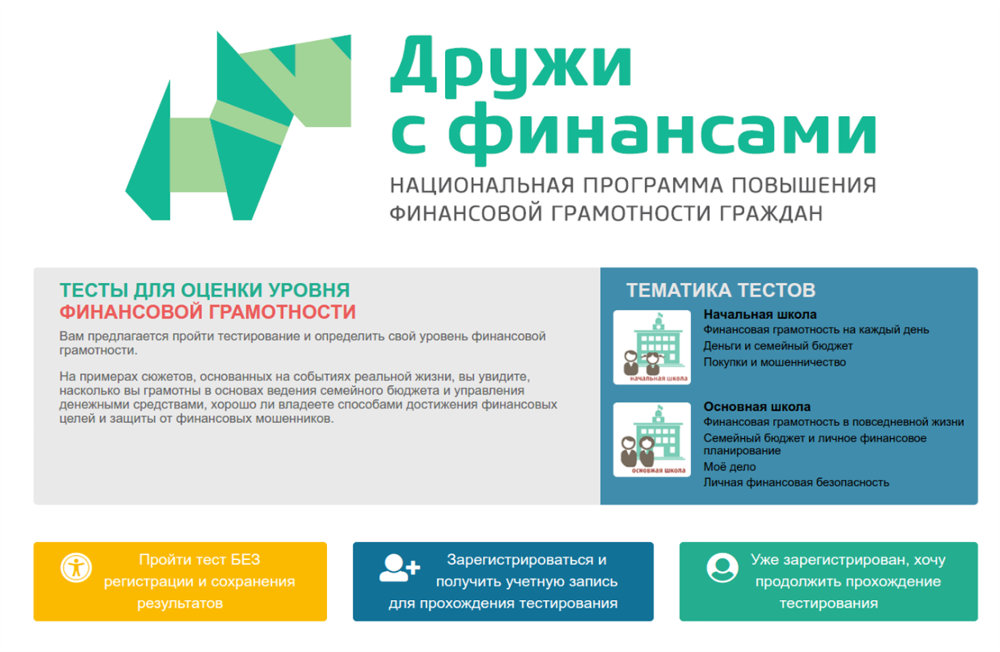 Дружи
с финансами
НАЦИОНАЛЬНАЯ ПРОГРАММА ПОВЫШЕНИЯ
ФИНАНСОВОЙ ГРАМОТНОСТИ ГРАЖДАН
ТЕСТЫ ДЛЯ ОЦЕНКИ УРОВНЯ
ФИНАНСОВОЙ ГРАМОТНОСТИ
Вам предлагается пройти тестирование и определить свой уровень финансовой
грамотности.
На примерах сюжетов, основанных на событиях реальной жизни, вы увидите,
насколько вы грамотны в основах ведения семейного бюджета и управления
денежными средствами, хорошо ли владеете способами достижения финансовых
целей и защиты от финансовых мошенников.
ТЕМАТИКА ТЕСТОВ
начальная школа
Начальная школа
Финансовая грамотность на каждый день
Деньги и семейный бюджет
Покупки и мошенничество
основная школа
Основная школа
Финансовая грамотность в повседневной жизни
Семейный бюджет и личное финансовое
планирование
Моё дело
Личная финансовая безопасность
Пройти тест БЕЗ
регистрации и сохранения
результатов
Зарегистрироваться и
получить учетную запись
для прохождения тестирования
Уже зарегистрирован, хочу
продолжить прохождение
тестирования